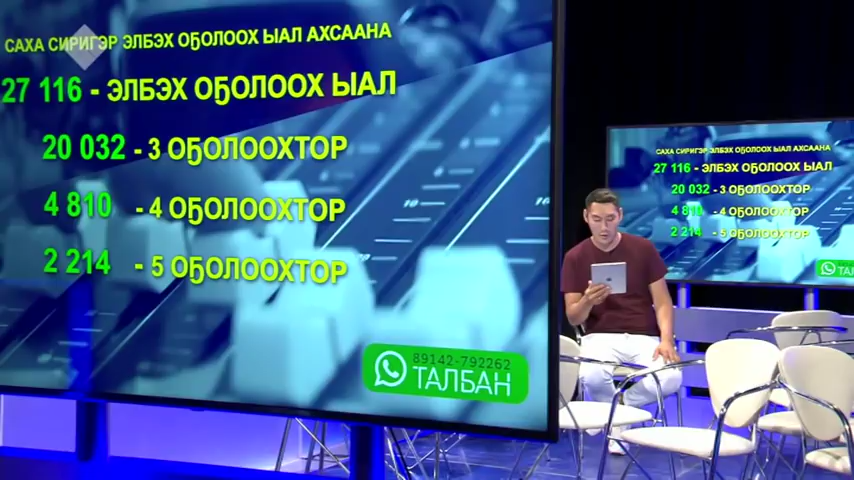 САХА СИРИГЭР ЭЛБЭХ ОҔОЛООХ ЫАЛ АХСААНА
27 116 - ЭЛБЭХ ОҔОЛООХ ЫАЛ
20 032 - 3 ОҔОЛООХТОР
4 810 - 4 ОҔОЛООХТОР
2 214 - 5 ОҔОЛООХТОР
89142-792262
ТАЛБАН
САХА СИРИГЭР ЭЛБЭХ ОҔОЛООХ ЫАЛ АХСААНА
27 116 - ЭЛБЭХ ОҔОЛООХ ЫАЛ
20 032 - 3 ОҔОЛООХТОР
4 810 - 4 ОҔОЛООХТОР
2 214 - 5 ОҔОЛООХТОР